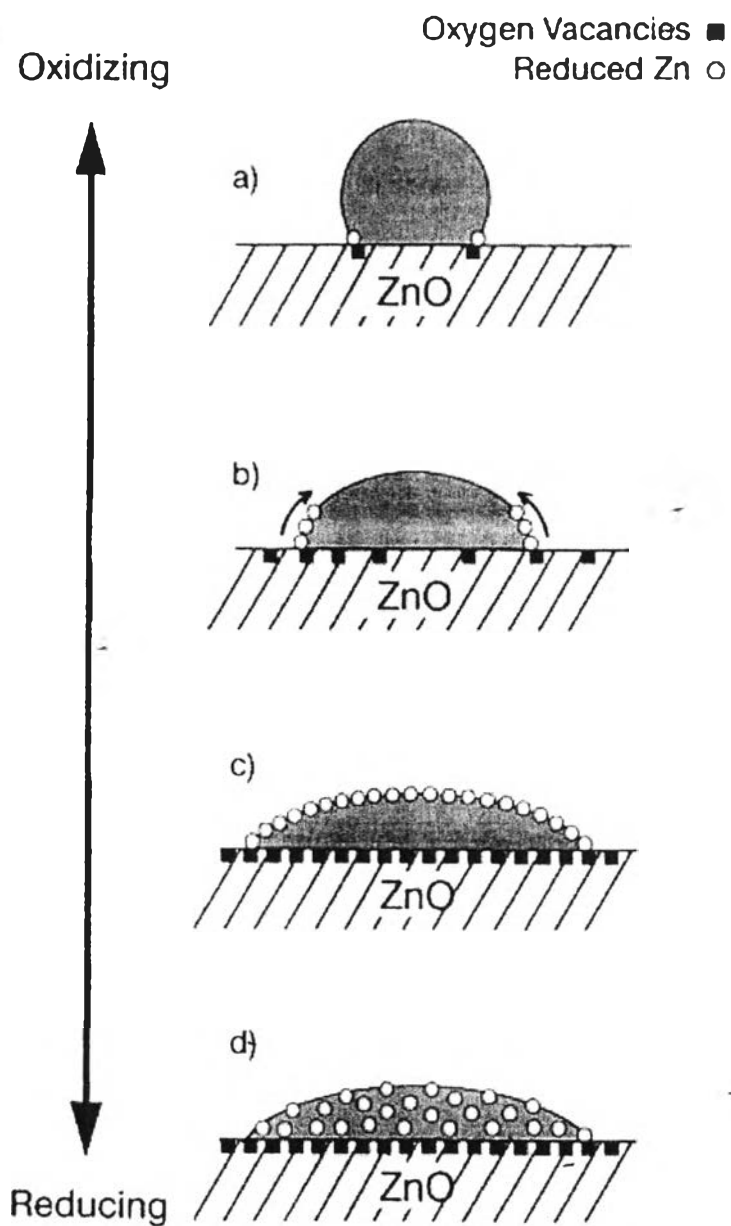 Oxygen Vacancies ■
Reduced Zn ○
Oxidizing
a)
ZnO
b)
ZnO
c)
ZnO
d)
ZnO
Reducing